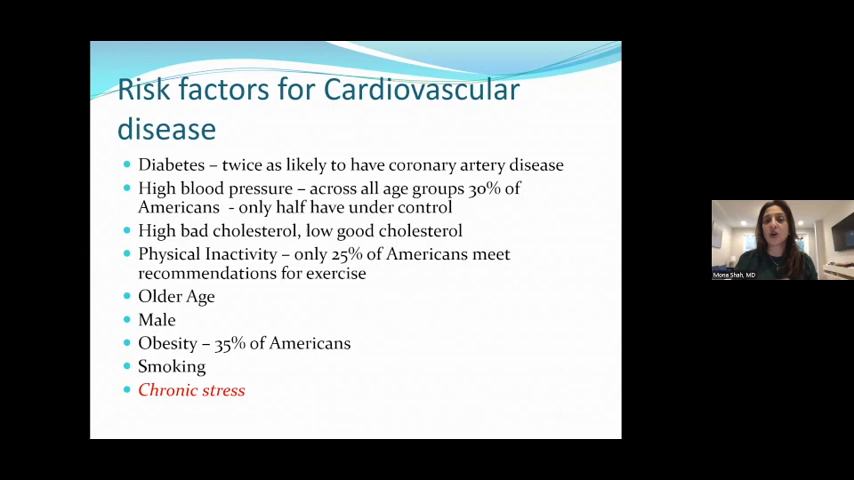 Risk factors for Cardiovascular
disease
• Diabetes – twice as likely to have coronary artery disease
• High blood pressure – across all age groups 30% of
Americans - only half have under control
• High bad cholesterol, low good cholesterol
• Physical Inactivity – only 25% of Americans meet
recommendations for exercise
• Older Age
• Male
• Obesity – 35% of Americans
• Smoking
• Chronic stress
Mona Shah, MD